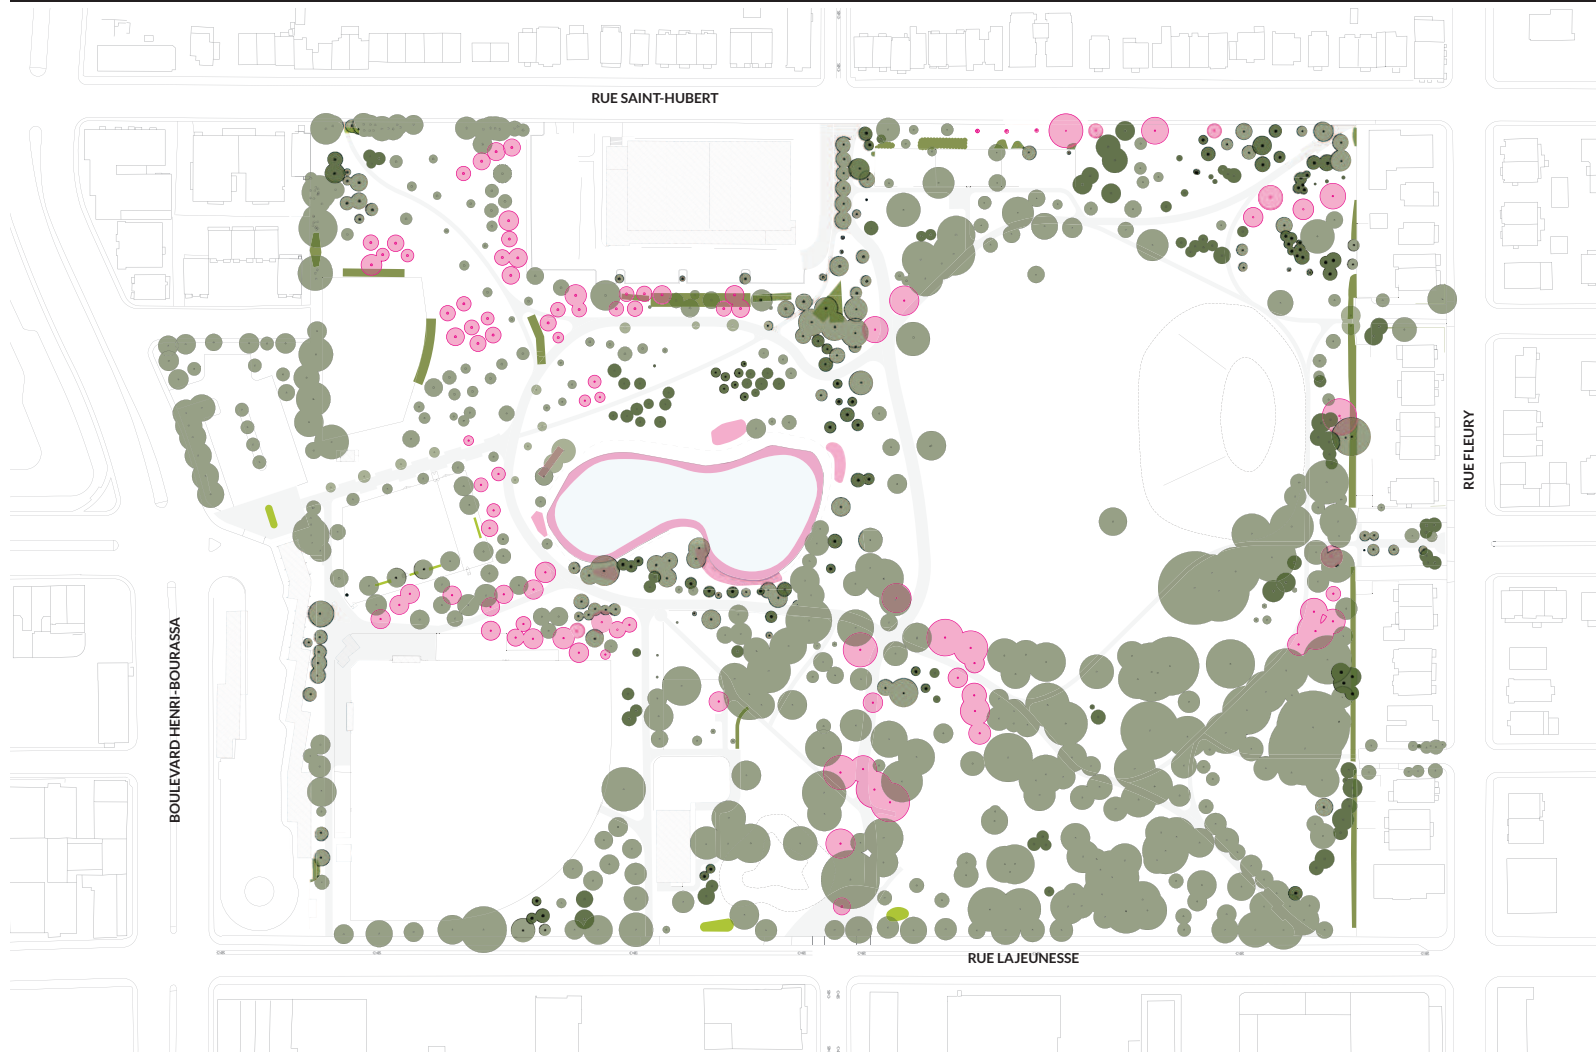 RUE SAINT-HUBERT
RUE FLEURY
BOULEVARD HENRI-BOURASSA
RUE LAJEUNESSE